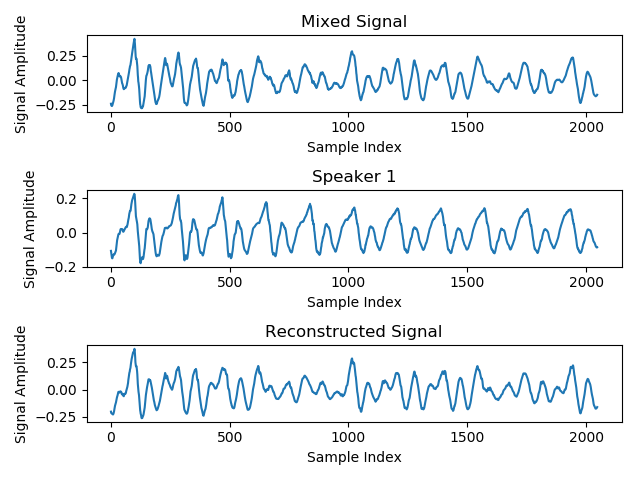 Mixed Signal
Signal Amplitude
0.25
0.00
−0.25
0
500
1000
1500
2000
Sample Index
Speaker 1
Signal Amplitude
0.2
0.0
−0.2
0
500
1000
1500
2000
Sample Index
Reconstructed Signal
Signal Amplitude
0.25
0.00
−0.25
0
500
1000
1500
2000
Sample Index